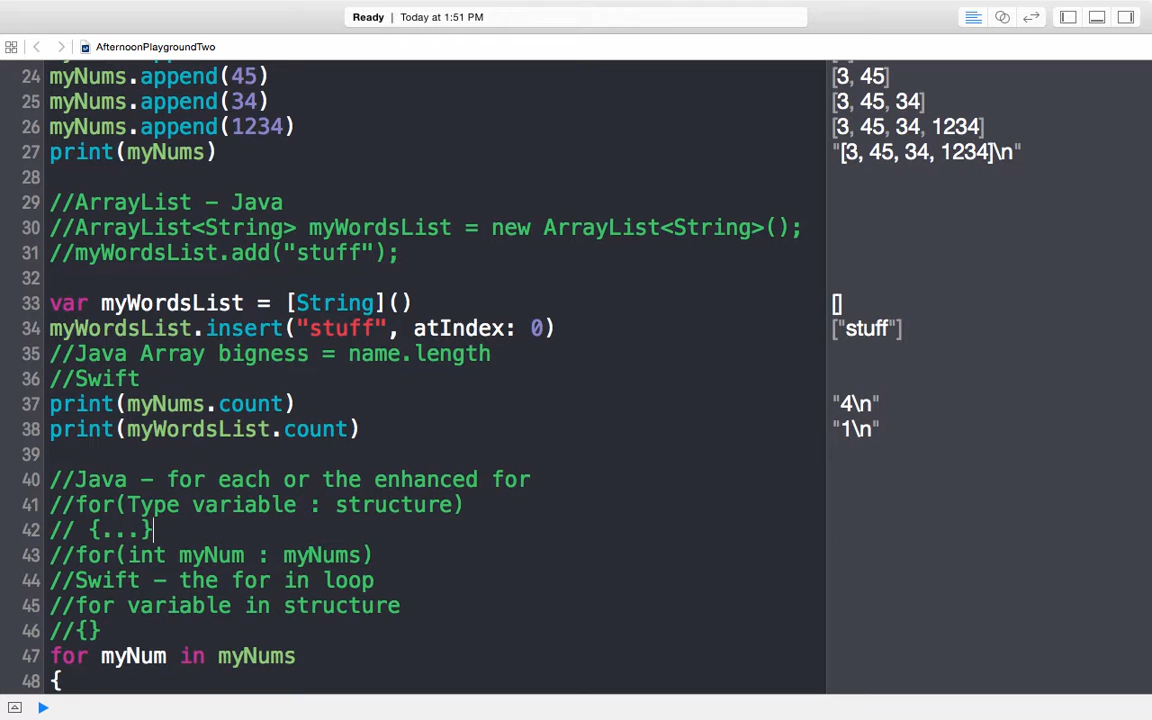 Ready | Today at 1:51 PM
AfternoonPlaygroundTwo
24 myNums.append(45) [3, 45]
25 myNums.append(34) [3, 45, 34]
26 myNums.append(1234) [3, 45, 34, 1234]
27 print(myNums) "[3, 45, 34, 1234]\n"
28
29 //ArrayList - Java
30 //ArrayList<String> myWordsList = new ArrayList<String>();
31 //myWordsList.add("stuff");
32
33 var myWordsList = [String]() []
34 myWordsList.insert("stuff", atIndex: 0) ["stuff"]
35 //Java Array bigness = name.length
36 //Swift
37 print(myNums.count) "4\n"
38 print(myWordsList.count) "1\n"
39
40 //Java - for each or the enhanced for
41 //for(Type variable : structure)
42 // {...}
43 //for(int myNum : myNums)
44 //Swift - the for in loop
45 //for variable in structure
46 //{}
47 for myNum in myNums
48 {